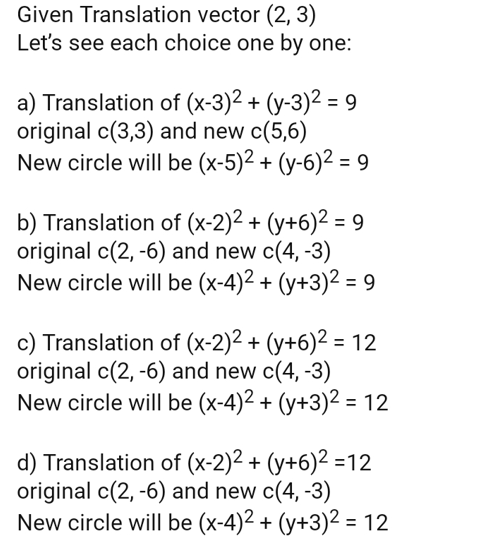 Given Translation vector (2, 3)
Let’s see each choice one by one:
a) Translation of (x-3)² + (y-3)² = 9
original c(3,3) and new c(5,6)
New circle will be (x-5)² + (y-6)² = 9
b) Translation of (x-2)² + (y+6)² = 9
original c(2, -6) and new c(4, -3)
New circle will be (x-4)² + (y+3)² = 9
c) Translation of (x-2)² + (y+6)² = 12
original c(2, -6) and new c(4, -3)
New circle will be (x-4)² + (y+3)² = 12
d) Translation of (x-2)² + (y+6)² =12
original c(2, -6) and new c(4, -3)
New circle will be (x-4)² + (y+3)² = 12